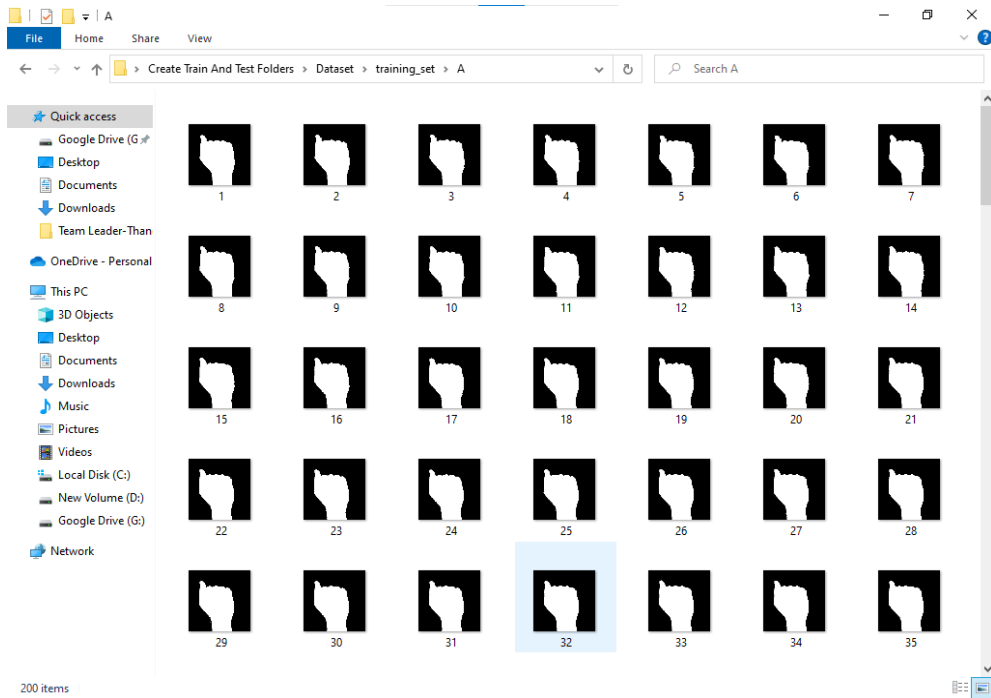 A
File Home Share View
Create Train And Test Folders Dataset training_set A
Search A
Quick access
Google Drive (G
Desktop
Documents
Downloads
Team Leader-Than
OneDrive - Personal
This PC
3D Objects
Desktop
Documents
Downloads
Music
Pictures
Videos
Local Disk (C:)
New Volume (D:)
Google Drive (G:)
Network
1 2 3 4 5 6 7
8 9 10 11 12 13 14
15 16 17 18 19 20 21
22 23 24 25 26 27 28
29 30 31 32 33 34 35
200 items